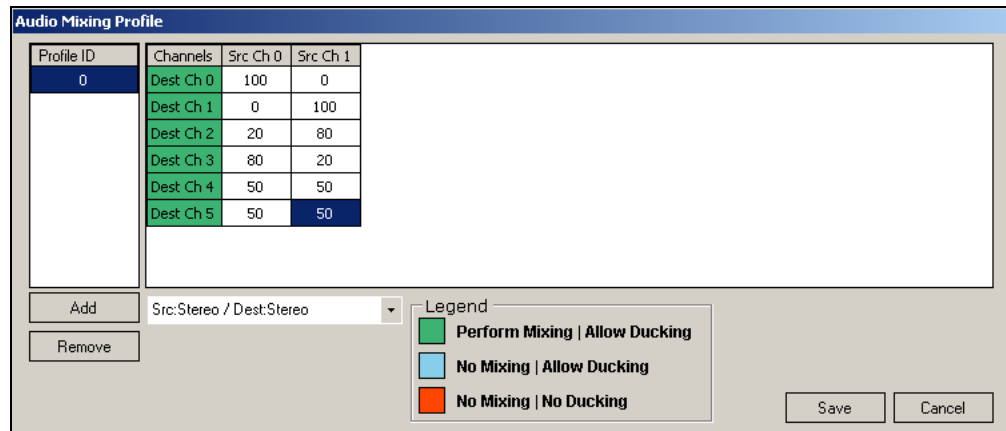 Audio Mixing Profile
Profile ID
0
Channels Src Ch 0 Src Ch 1
Dest Ch 0 100 0
Dest Ch 1 0 100
Dest Ch 2 20 80
Dest Ch 3 80 20
Dest Ch 4 50 50
Dest Ch 5 50 50
Add
Remove
Src:Stereo / Dest:Stereo
Legend
Perform Mixing | Allow Ducking
No Mixing | Allow Ducking
No Mixing | No Ducking
Save
Cancel